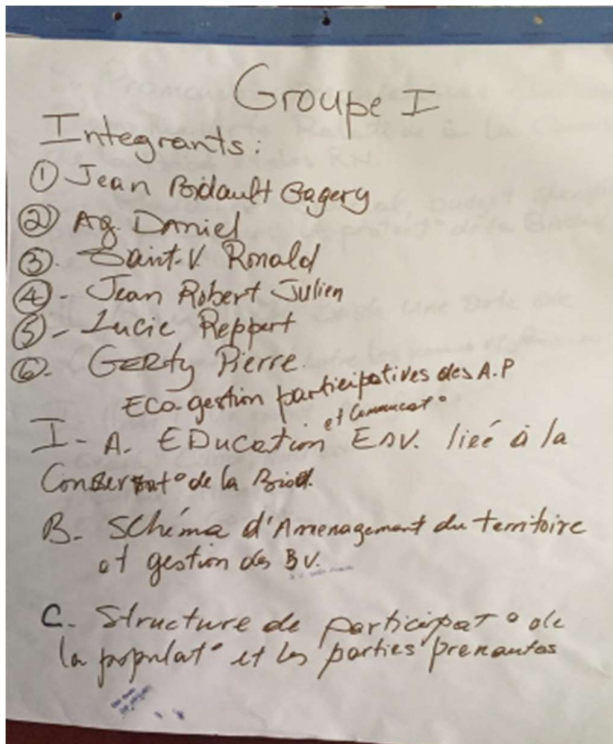 Groupe I
Integrants:
① Jean Bidault Gagery
② Ag. Daniel
③. Saint-V. Ronald
④- Jean Robert Julien
⑤- Lucie Reppert
⑥. GERTY Pierre
Eco-gestion participatives des A.P
et Communicat°
I- A. EDucation Env. lieé à la
Conservat° de la Biod.
B- Schéma d'Amenagement du territoire
et gestion des BV.
C- Structure de participat° de
la populat° et les parties prenantes